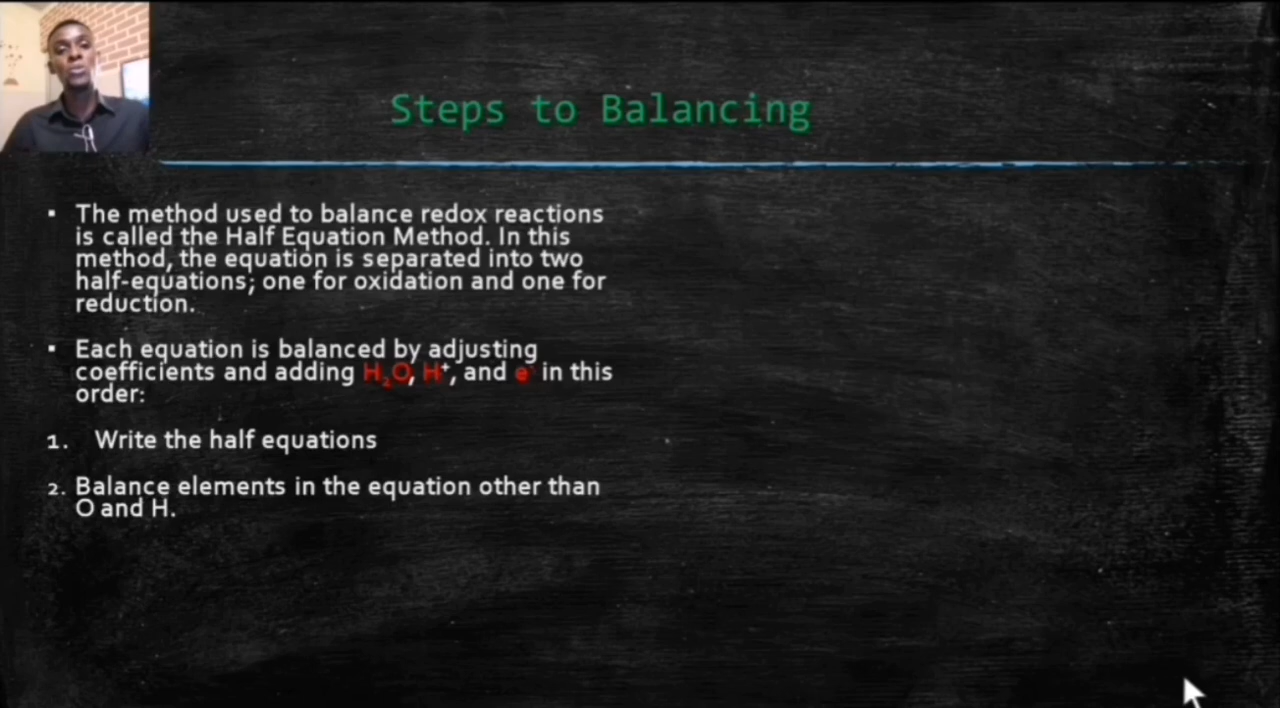 Steps to Balancing
▪ The method used to balance redox reactions
is called the Half Equation Method. In this
method, the equation is separated into two
half-equations; one for oxidation and one for
reduction.
▪ Each equation is balanced by adjusting
coefficients and adding H₂O, H⁺, and e⁻ in this
order:
1. Write the half equations
2. Balance elements in the equation other than
O and H.